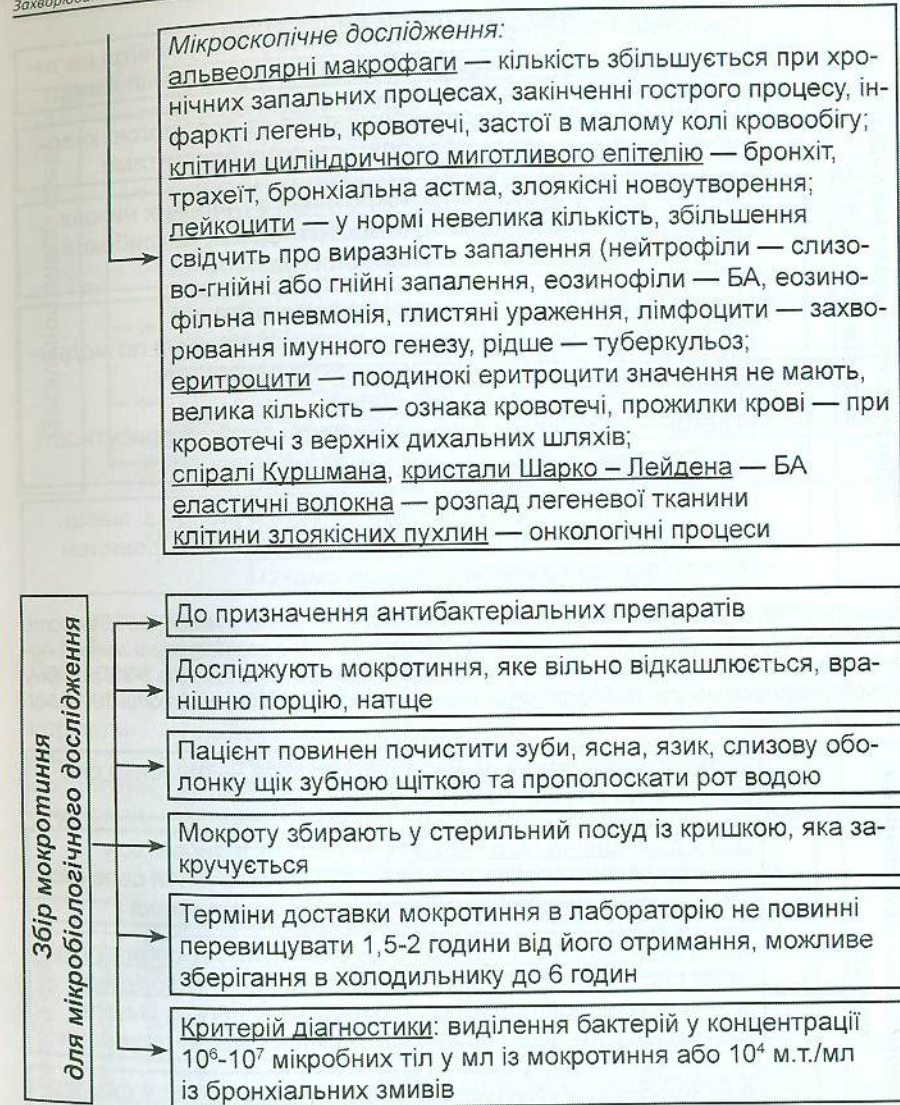 Мікроскопічне дослідження:
альвеолярні макрофаги — кількість збільшується при хро-
нічних запальних процесах, закінченні гострого процесу, ін-
фаркті легень, кровотечі, застої в малому колі кровообігу;
клітини циліндричного миготливого епітелію — бронхіт,
трахеїт, бронхіальна астма, злоякісні новоутворення;
лейкоцити — у нормі невелика кількість, збільшення
свідчить про виразність запалення (нейтрофіли — слизо-
во-гнійні або гнійні запалення, еозинофіли — БА, еозино-
фільна пневмонія, глистяні ураження, лімфоцити — захво-
рювання імунного генезу, рідше — туберкульоз;
еритроцити — поодинокі еритроцити значення не мають,
велика кількість — ознака кровотечі, прожилки крові — при
кровотечі з верхніх дихальних шляхів;
спіралі Куршмана, кристали Шарко – Лейдена — БА
еластичні волокна — розпад легеневої тканини
клітини злоякісних пухлин — онкологічні процеси
Збір мокротиння
для мікробіологічного дослідження
До призначення антибактеріальних препаратів
Досліджують мокротиння, яке вільно відкашлюється, вра-
нішню порцію, натще
Пацієнт повинен почистити зуби, ясна, язик, слизову обо-
лонку щік зубною щіткою та прополоскати рот водою
Мокроту збирають у стерильний посуд із кришкою, яка за-
кручується
Терміни доставки мокротиння в лабораторію не повинні
перевищувати 1,5-2 години від його отримання, можливе
зберігання в холодильнику до 6 годин
Критерій діагностики: виділення бактерій у концентрації
10⁶-10⁷ мікробних тіл у мл із мокротиння або 10⁴ м.т./мл
із бронхіальних змивів